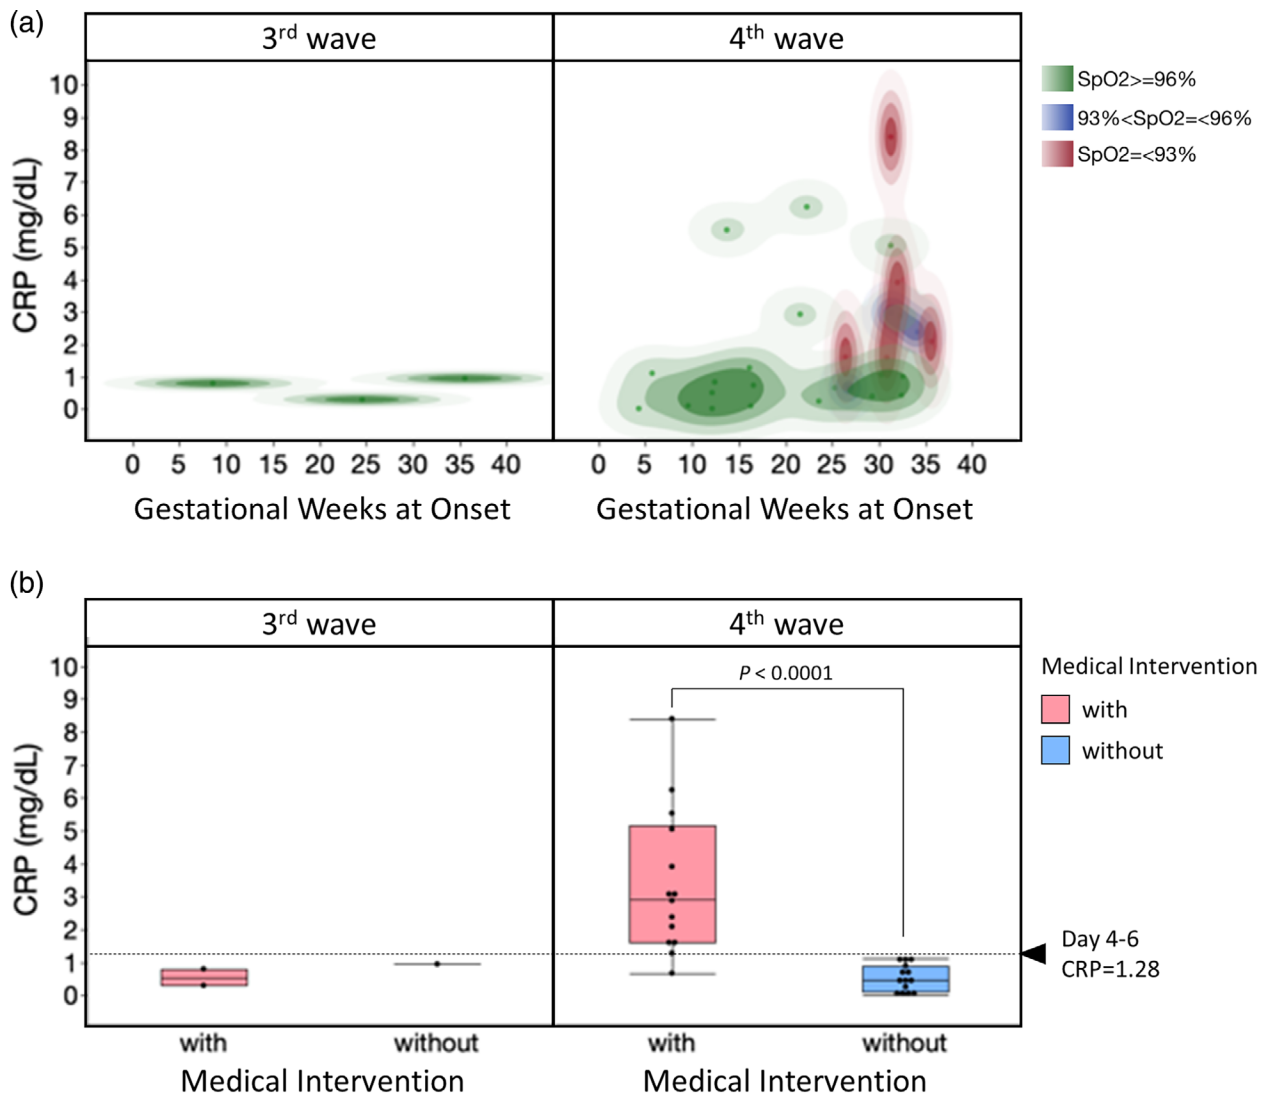 (a)
3rd wave
4th wave
10
9
8
7
6
5
4
3
2
1
0
CRP (mg/dL)
0 5 10 15 20 25 30 35 40
0 5 10 15 20 25 30 35 40
Gestational Weeks at Onset
Gestational Weeks at Onset
SpO2>=96%
93%<SpO2=<96%
SpO2=<93%
(b)
3rd wave
4th wave
10
9
8
7
6
5
4
3
2
1
0
CRP (mg/dL)
P < 0.0001
Medical Intervention
with
without
Day 4-6
CRP=1.28
with without
with without
Medical Intervention
Medical Intervention